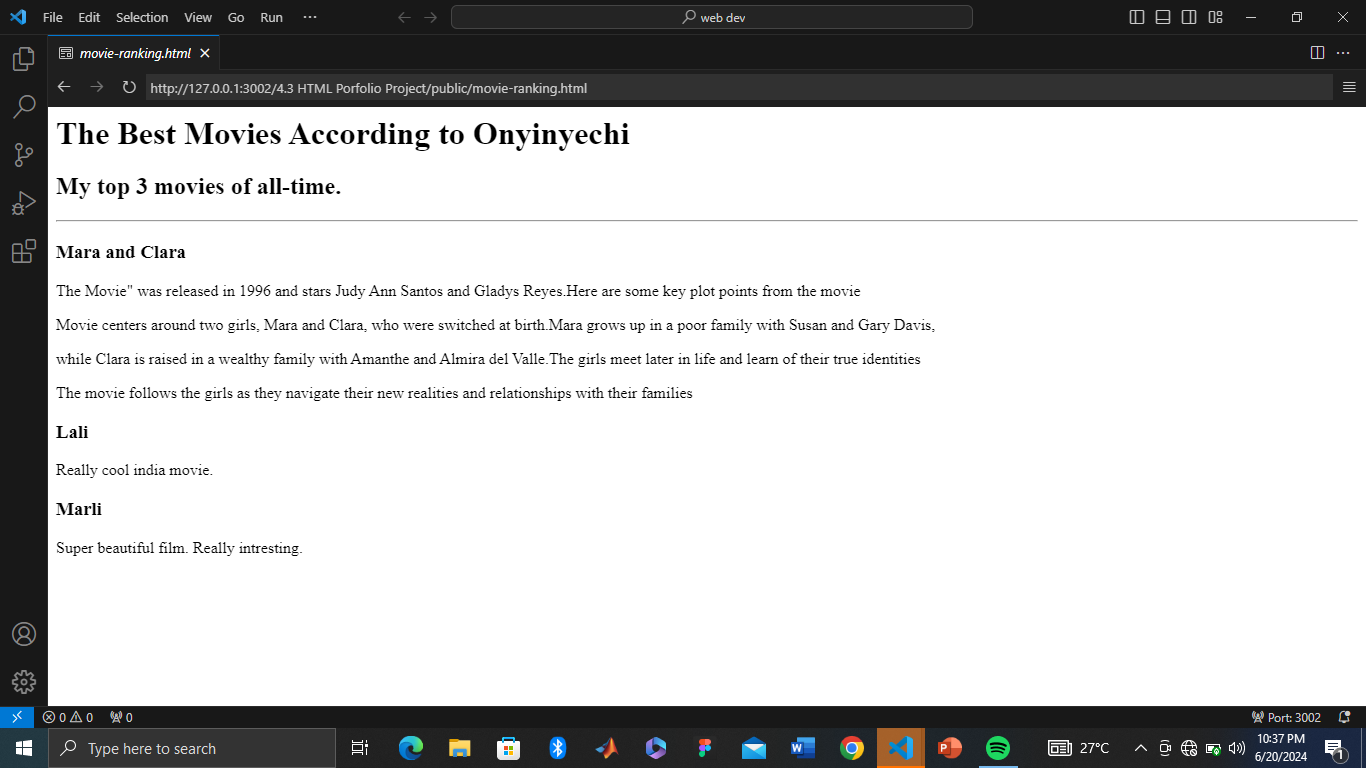 File Edit Selection View Go Run ···
web dev
movie-ranking.html
http://127.0.0.1:3002/4.3 HTML Porfolio Project/public/movie-ranking.html
The Best Movies According to Onyinyechi
My top 3 movies of all-time.
Mara and Clara
The Movie" was released in 1996 and stars Judy Ann Santos and Gladys Reyes.Here are some key plot points from the movie
Movie centers around two girls, Mara and Clara, who were switched at birth.Mara grows up in a poor family with Susan and Gary Davis,
while Clara is raised in a wealthy family with Amanthe and Almira del Valle.The girls meet later in life and learn of their true identities
The movie follows the girls as they navigate their new realities and relationships with their families
Lali
Really cool india movie.
Marli
Super beautiful film. Really intresting.
0 0 0 Port: 3002
Type here to search
27°C
10:37 PM
6/20/2024
1